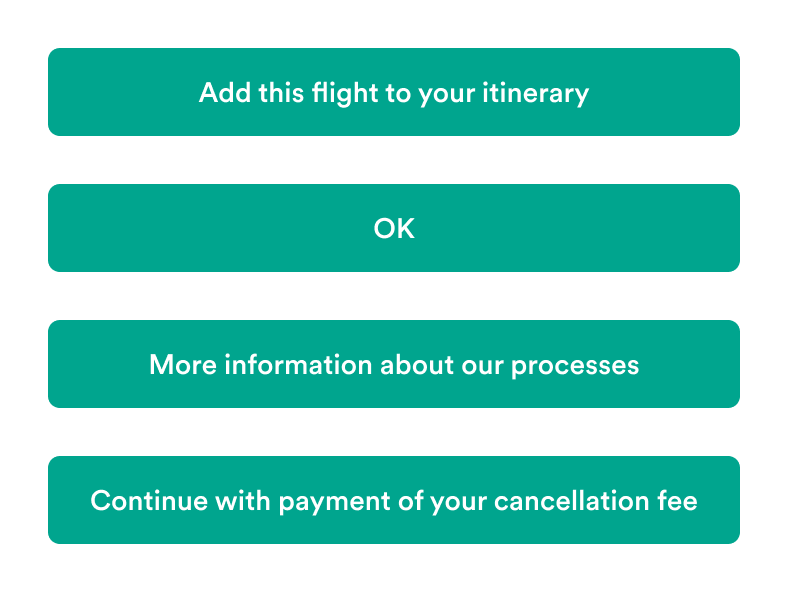 Add this flight to your itinerary
OK
More information about our processes
Continue with payment of your cancellation fee